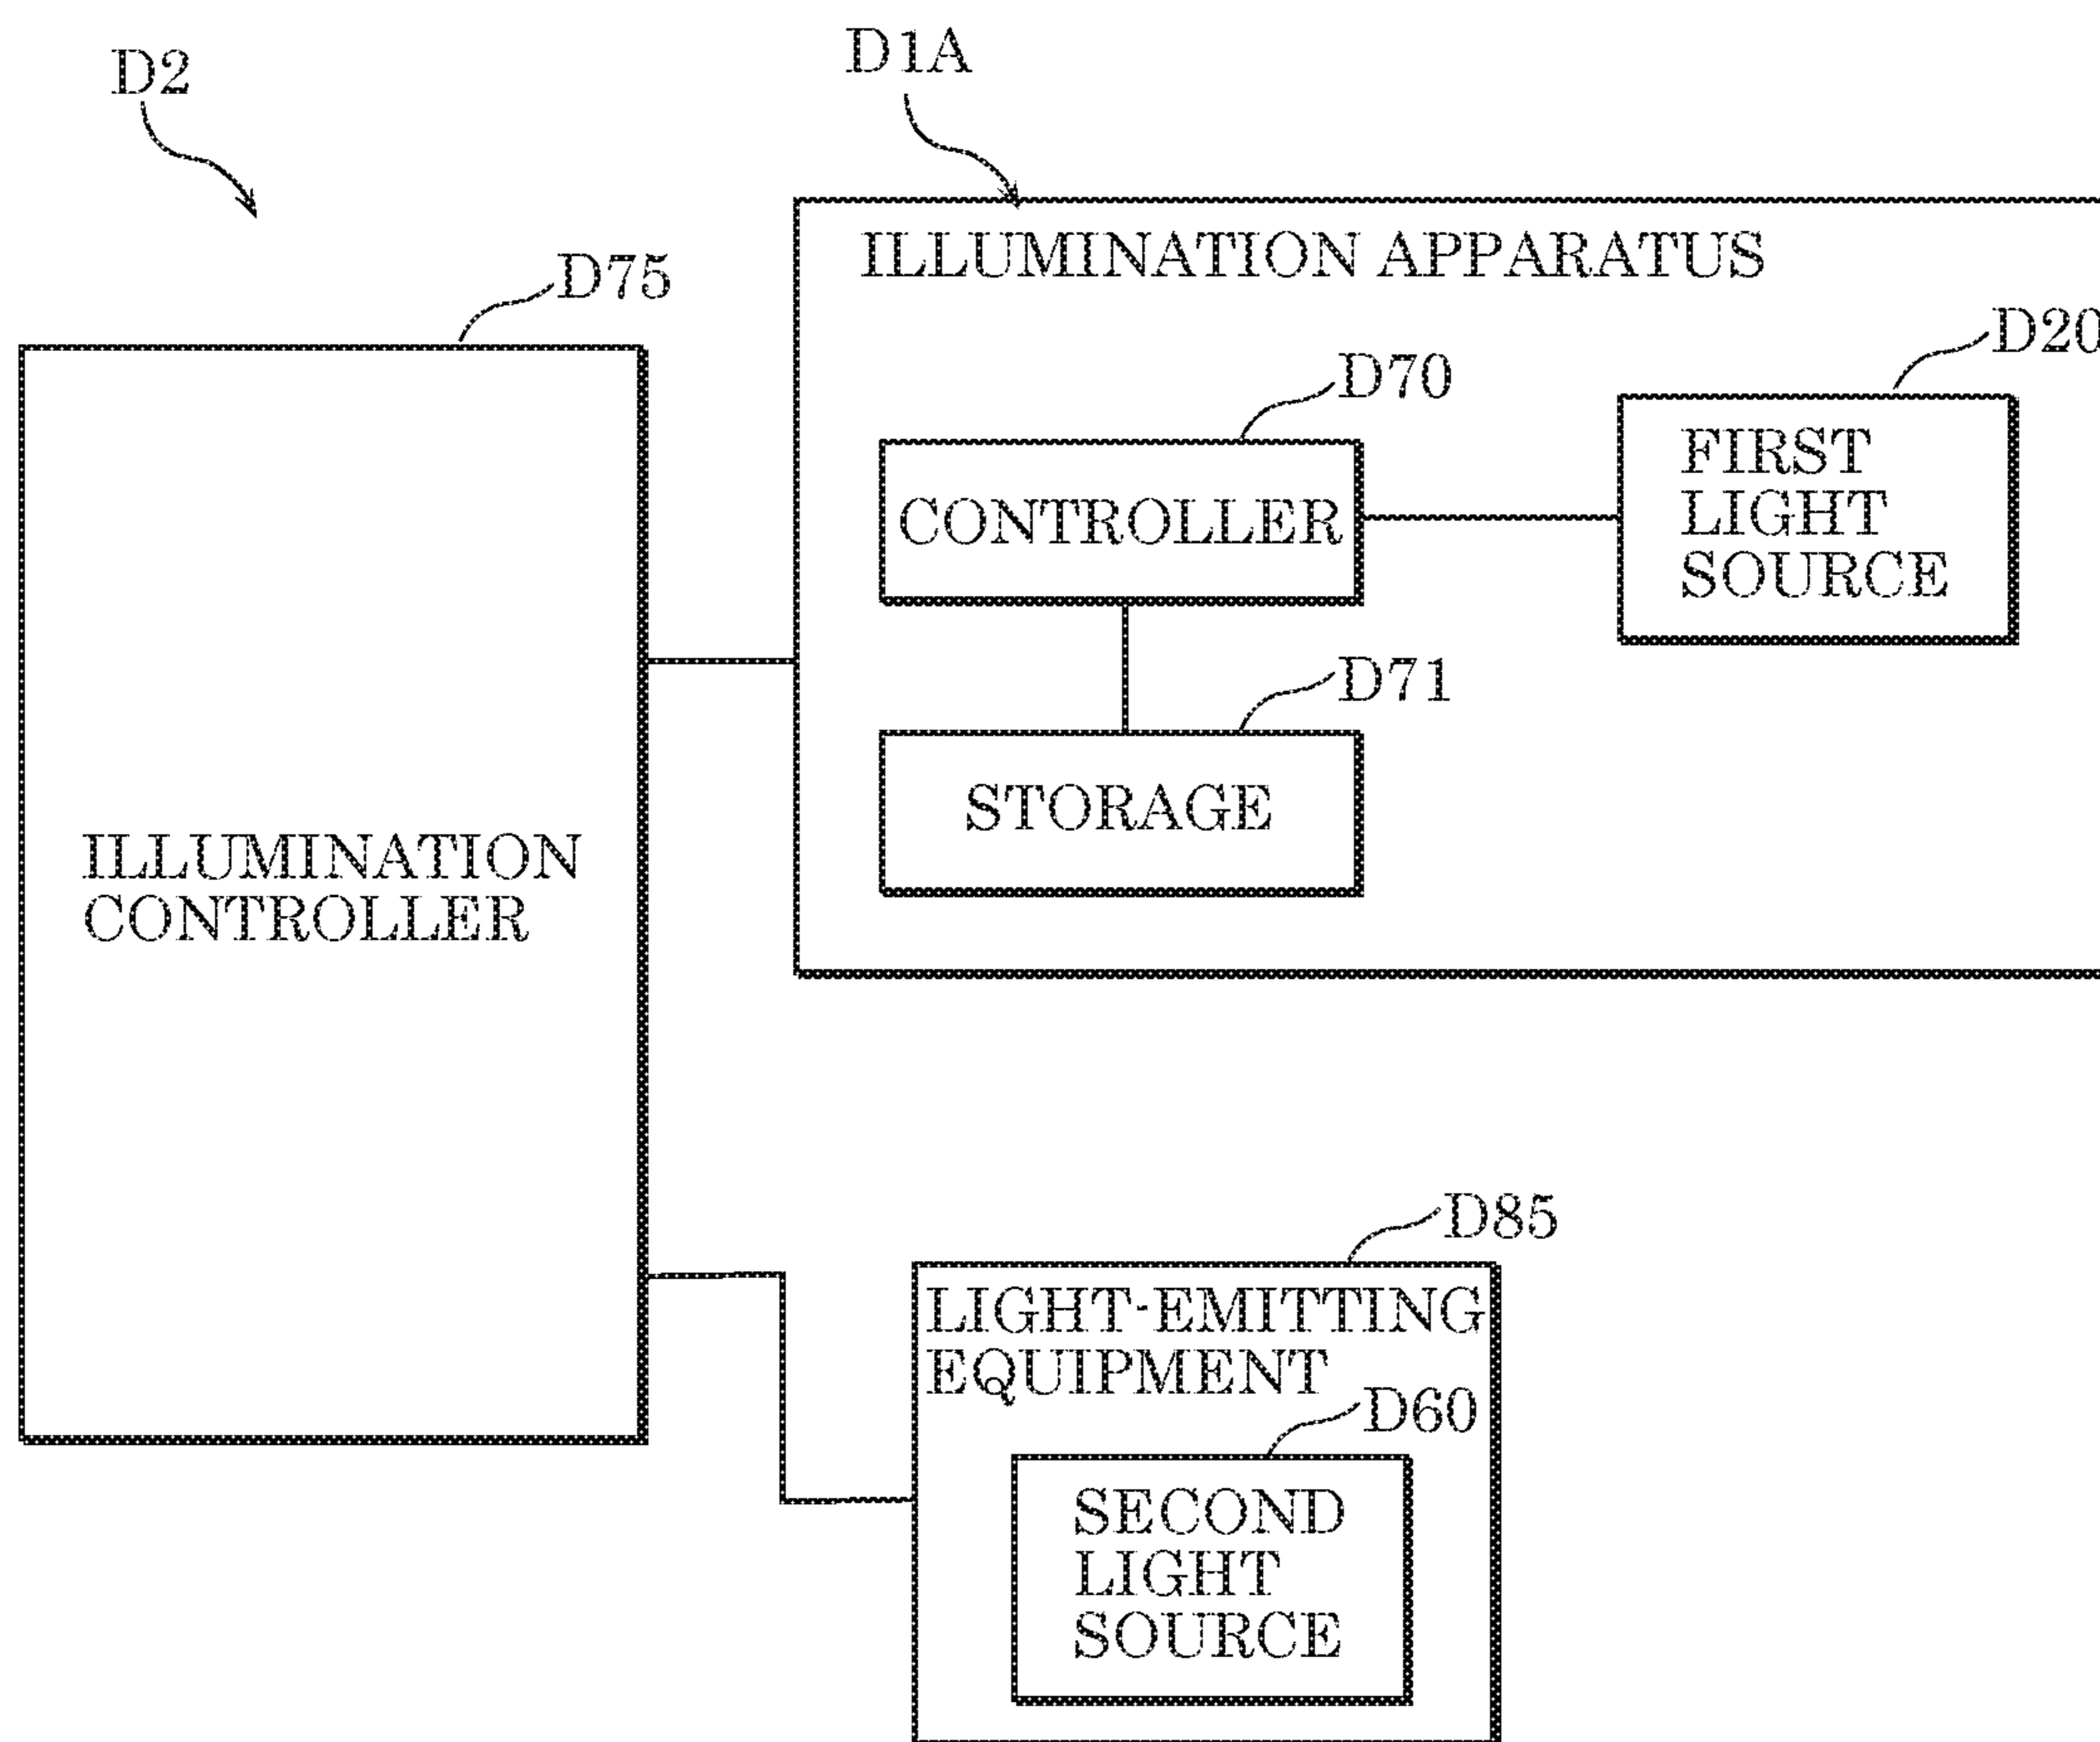 D2
D1A
ILLUMINATION APPARATUS
D75
D20
D70
FIRST
LIGHT
SOURCE
CONTROLLER
D71
STORAGE
ILLUMINATION
CONTROLLER
D85
LIGHT-EMITTING
EQUIPMENT
D60
SECOND
LIGHT
SOURCE